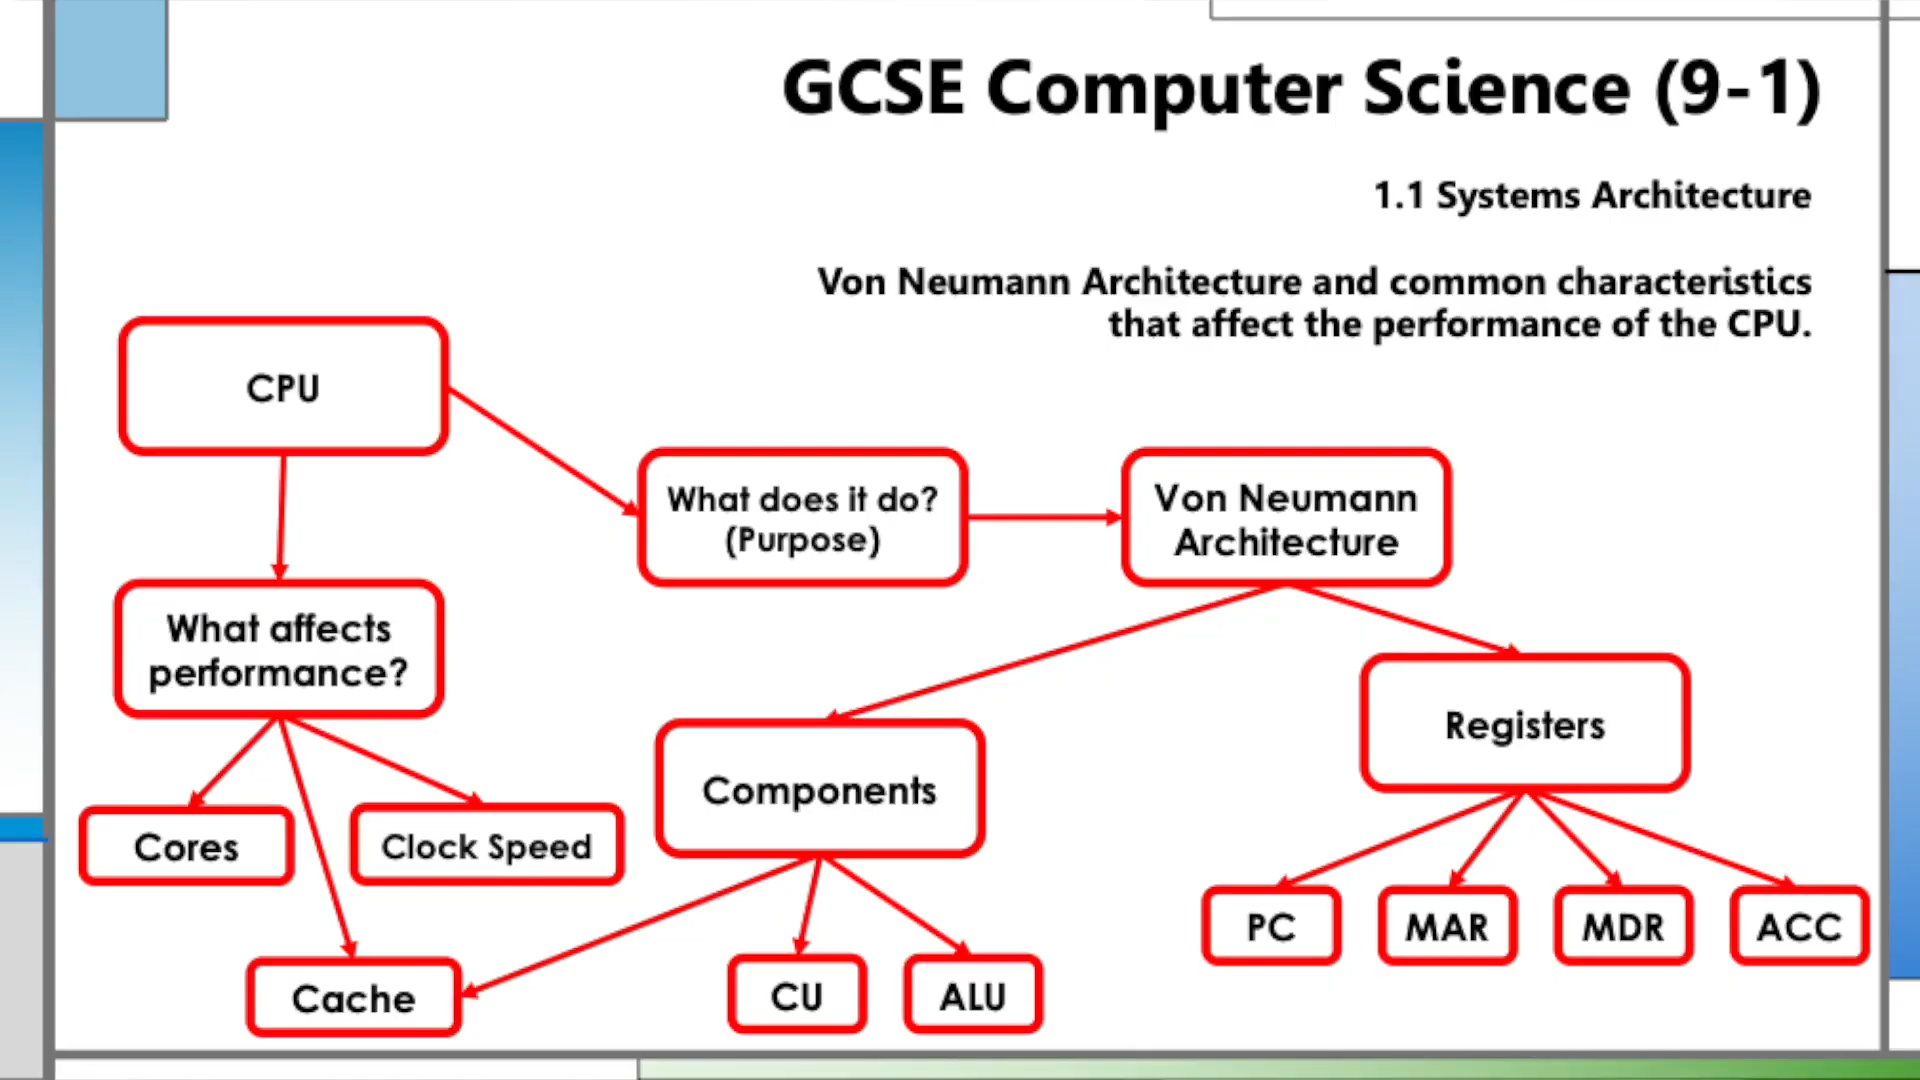 GCSE Computer Science (9-1)
1.1 Systems Architecture
Von Neumann Architecture and common characteristics
that affect the performance of the CPU.
CPU
What does it do?
(Purpose)
Von Neumann
Architecture
What affects
performance?
Registers
Components
Cores
Clock Speed
PC
MAR
MDR
ACC
Cache
CU
ALU